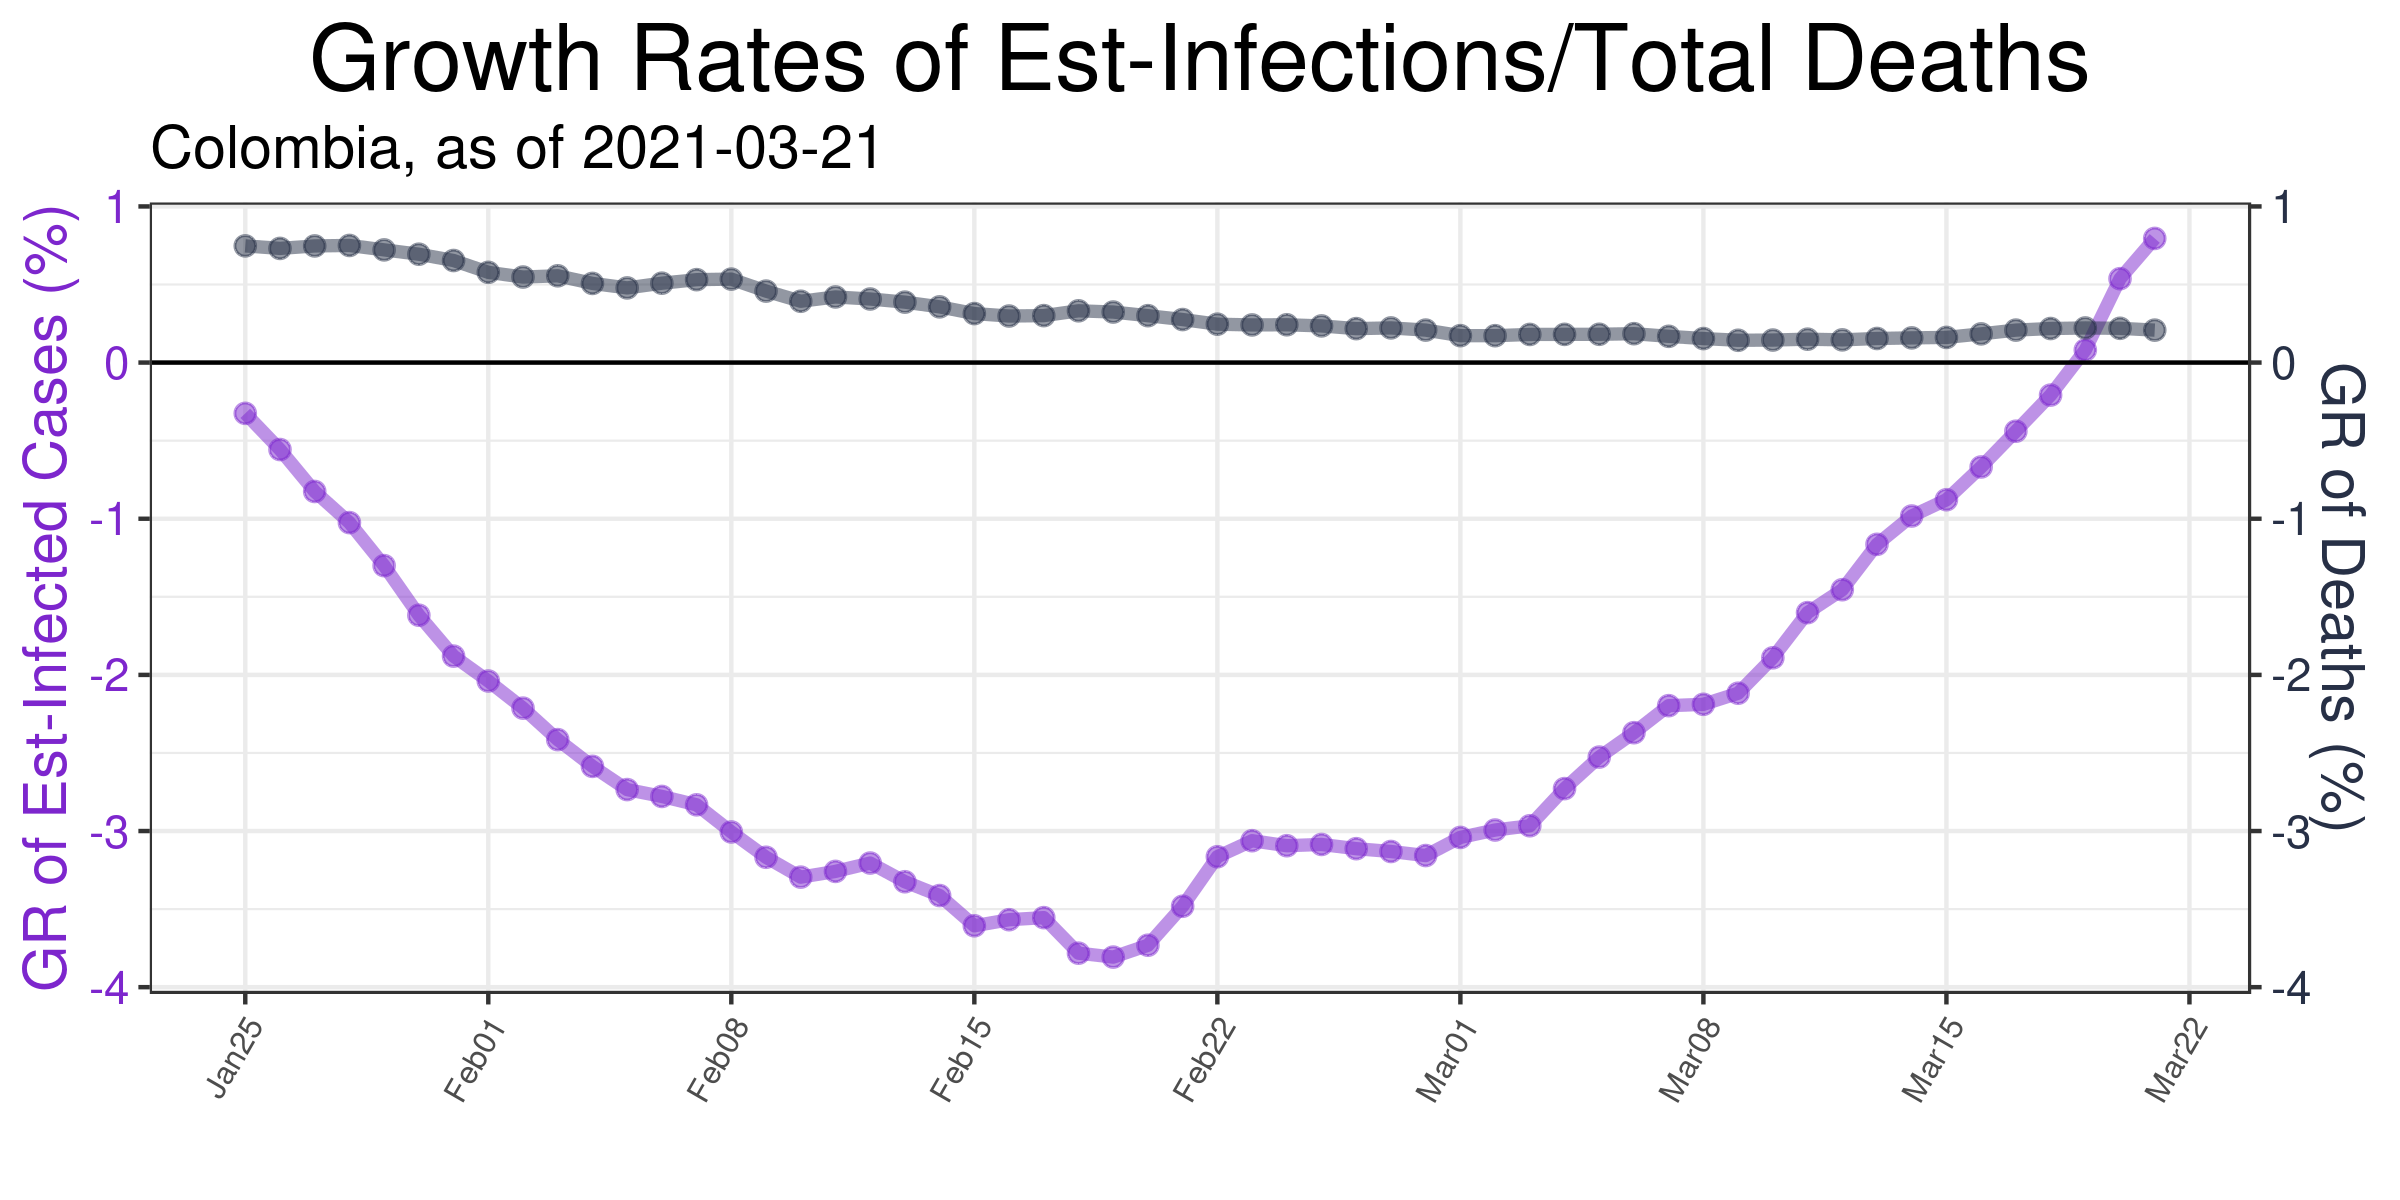 Growth Rates of Est-Infections/Total Deaths
Colombia, as of 2021-03-21
GR of Est-Infected Cases (%)
1
0
-1
-2
-3
-4
1
0
-1
-2
-3
-4
GR of Deaths (%)
Jan25
Feb01
Feb08
Feb15
Feb22
Mar01
Mar08
Mar15
Mar22